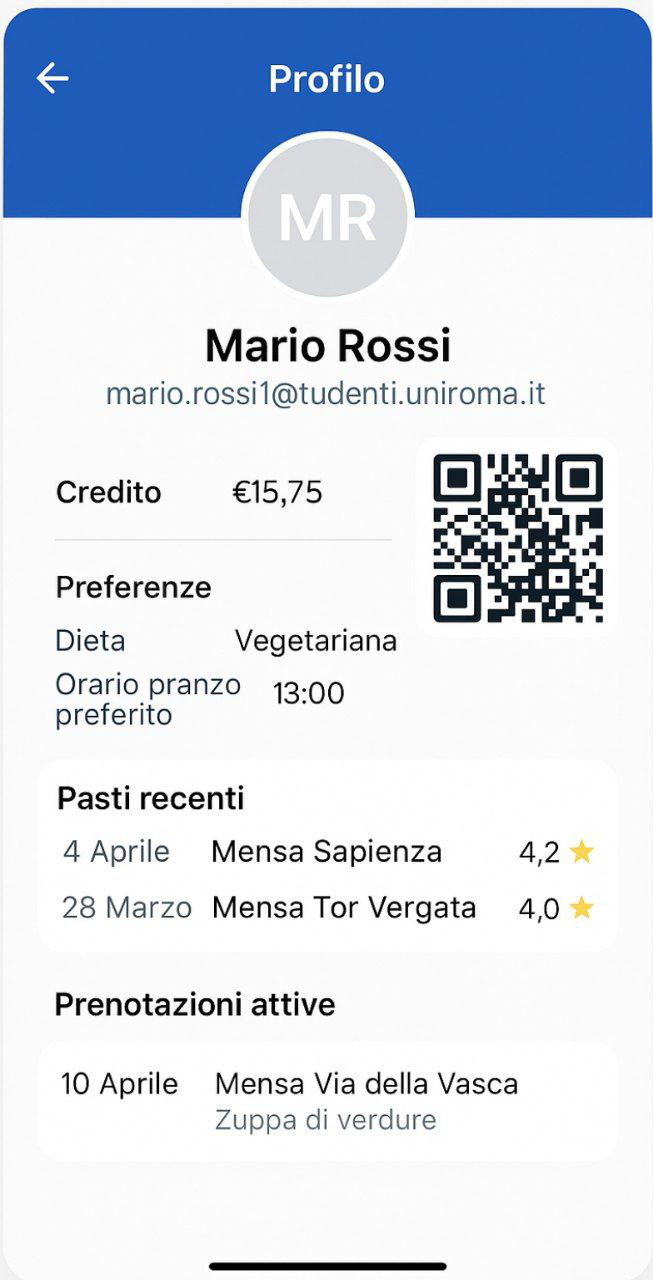 Profilo
MR
Mario Rossi
mario.rossi1@tudenti.uniroma.it
Credito €15,75
Preferenze
Dieta Vegetariana
Orario pranzo preferito 13:00
Pasti recenti
4 Aprile Mensa Sapienza 4,2
28 Marzo Mensa Tor Vergata 4,0
Prenotazioni attive
10 Aprile Mensa Via della Vasca
Zuppa di verdure